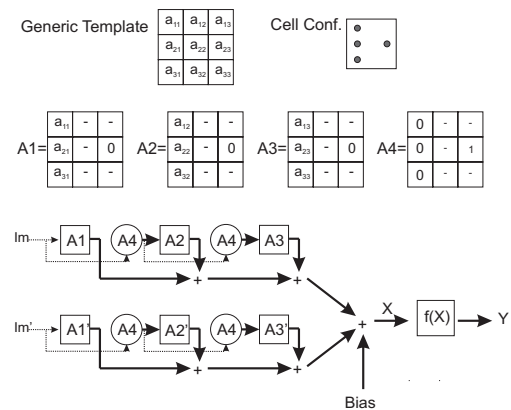 Generic Template
a11 a12 a13
a21 a22 a23
a31 a32 a33
Cell Conf.
A1= A2= A3= A4=
a11 - - a12 - - a13 - - 0 - -
a21 - 0 a22 - 0 a23 - 0 0 - 1
a31 - - a32 - - a33 - - 0 - -
Im A1 A4 A2 A4 A3
+ +
Im' A1' A4 A2' A4 A3'
+ +
+ X f(X) Y
Bias